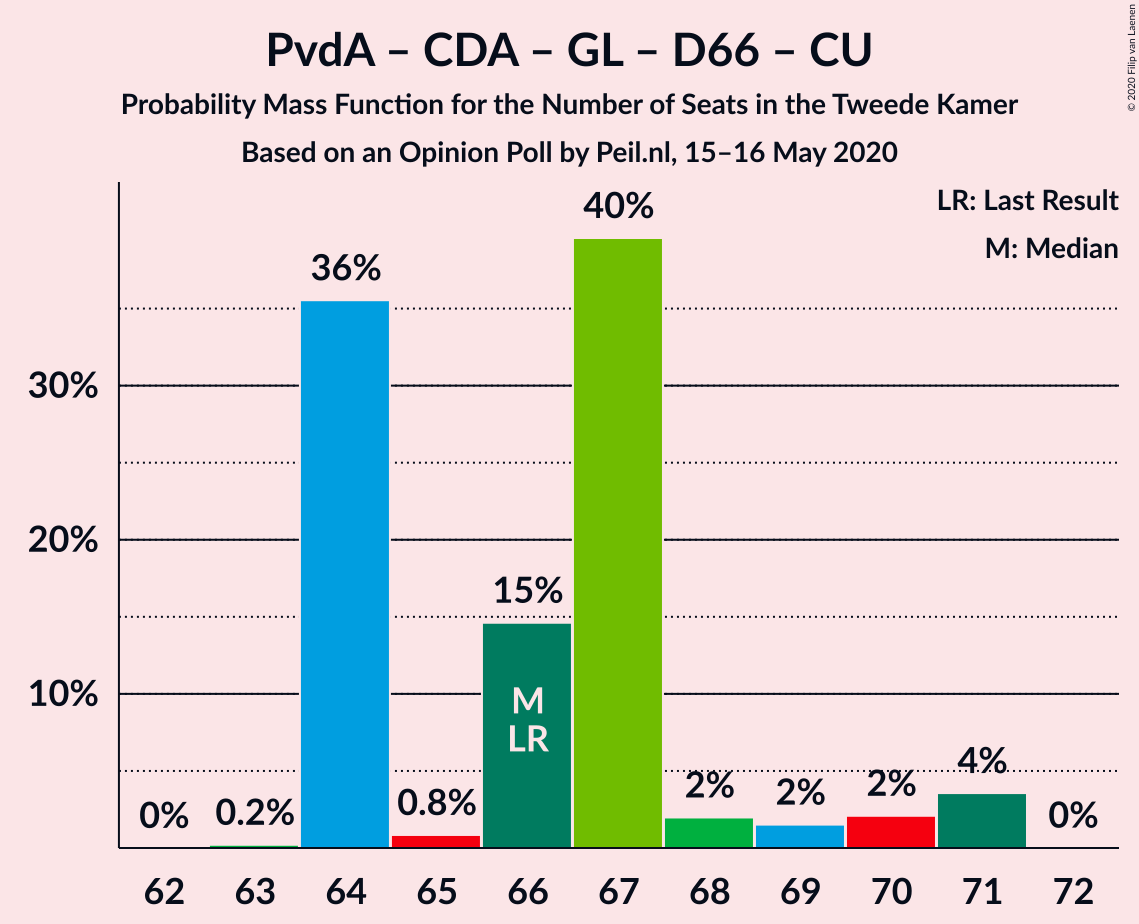 PvdA – CDA – GL – D66 – CU
Probability Mass Function for the Number of Seats in the Tweede Kamer
Based on an Opinion Poll by Peil.nl, 15–16 May 2020
© 2020 Filip van Laenen
LR: Last Result
M: Median
40%
36%
30%
20%
15%
10%
M
LR
4%
2%
2%
2%
0.8%
0.2%
0%
0%
62 63 64 65 66 67 68 69 70 71 72